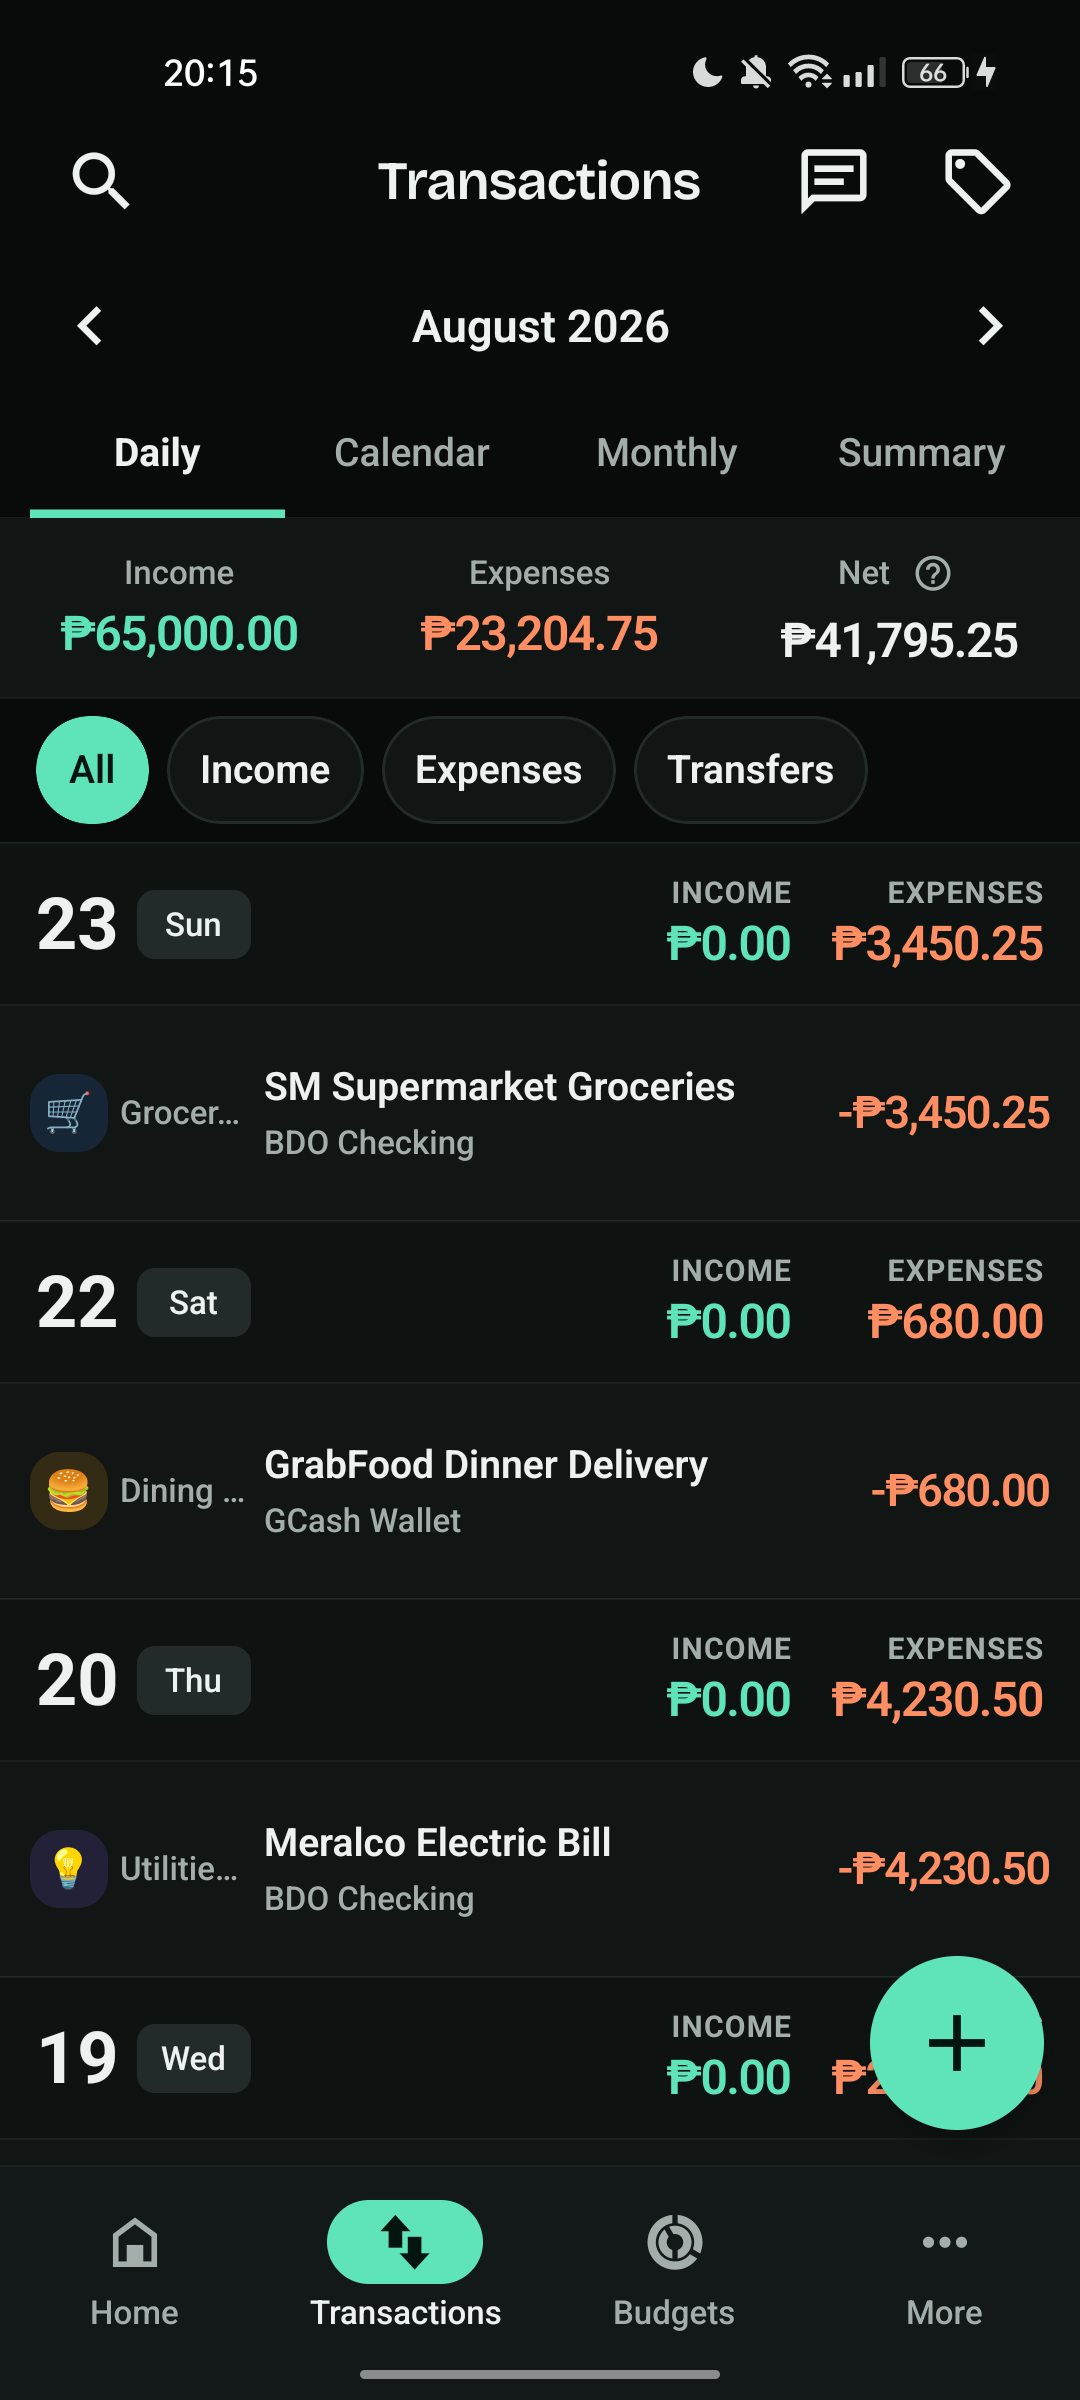 20:15
66
Transactions
August 2026
Daily Calendar Monthly Summary
Income Expenses Net
₱65,000.00 ₱23,204.75 ₱41,795.25
All Income Expenses Transfers
INCOME EXPENSES
23 Sun ₱0.00 ₱3,450.25
SM Supermarket Groceries
Grocer... -₱3,450.25
BDO Checking
INCOME EXPENSES
22 Sat ₱0.00 ₱680.00
GrabFood Dinner Delivery
Dining ... -₱680.00
GCash Wallet
INCOME EXPENSES
20 Thu ₱0.00 ₱4,230.50
Meralco Electric Bill
Utilitie... -₱4,230.50
BDO Checking
INCOME
19 Wed ₱0.00
Home Transactions Budgets More